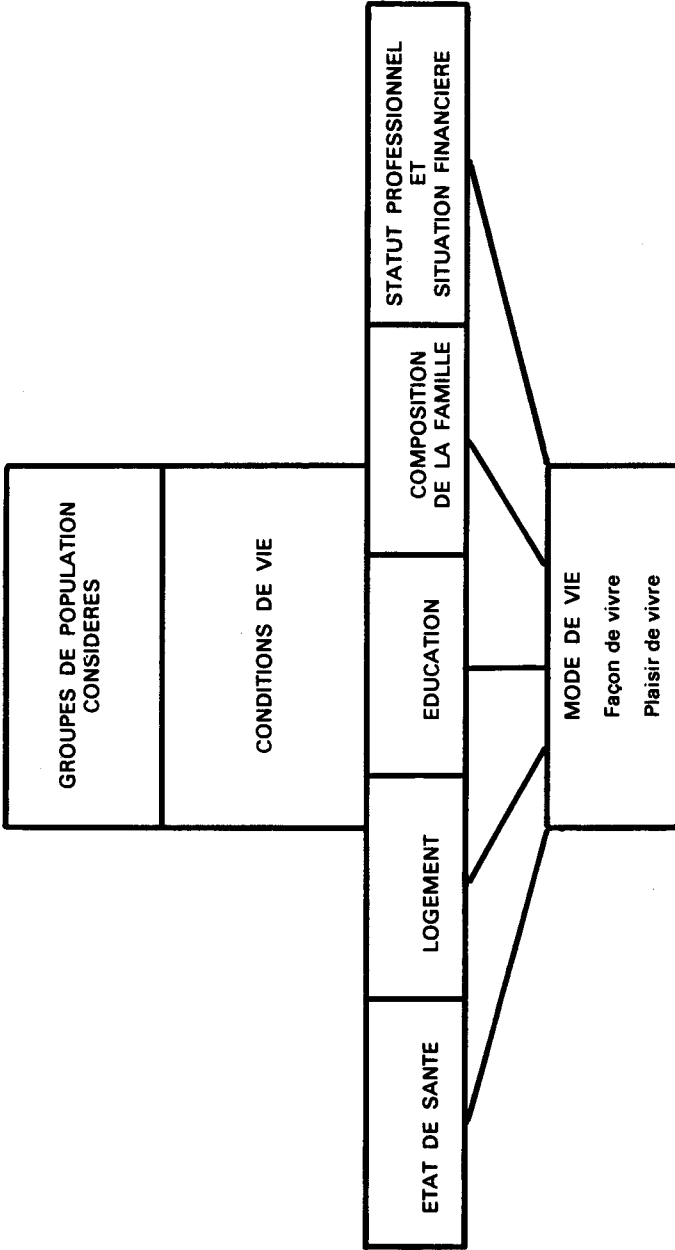 GROUPES DE POPULATION
CONSIDERES
CONDITIONS DE VIE
ETAT DE SANTE
LOGEMENT
EDUCATION
COMPOSITION
DE LA FAMILLE
STATUT PROFESSIONNEL
ET
SITUATION FINANCIERE
MODE DE VIE
Façon de vivre
Plaisir de vivre